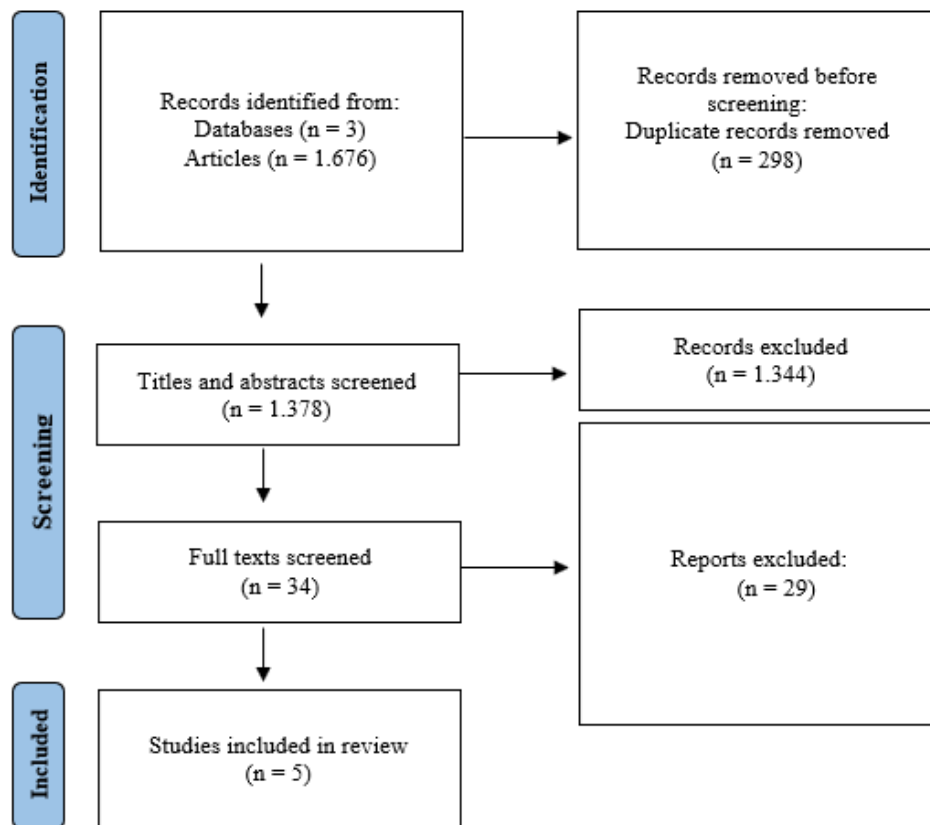 Identification
Records identified from:
Databases (n = 3)
Articles (n = 1.676)
Records removed before
screening:
Duplicate records removed
(n = 298)
Screening
Titles and abstracts screened
(n = 1.378)
Records excluded
(n = 1.344)
Full texts screened
(n = 34)
Reports excluded:
(n = 29)
Included
Studies included in review
(n = 5)